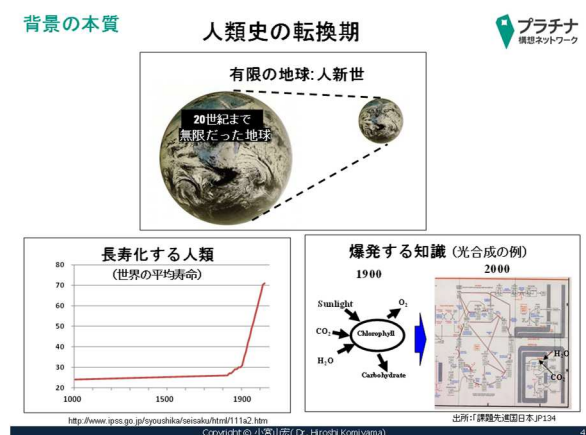 背景の本質
人類史の転換期
プラチナ
構想ネットワーク
有限の地球:人新世
20世紀まで
無限だった地球
長寿化する人類
(世界の平均寿命)
80
70
60
50
40
30
20
1000
1500
1900
http://www.ipss.go.jp/syoushika/seisaku/html/111a2.htm
爆発する知識 (光合成の例)
1900
2000
Sunlight
O2
CO2
Chlorophyll
H2O
Carbohydrate
H2O
CO2
出所:「課題先進国日本」P134
Copyright © 小宮山宏( Dr. Hiroshi Komiyama)
4